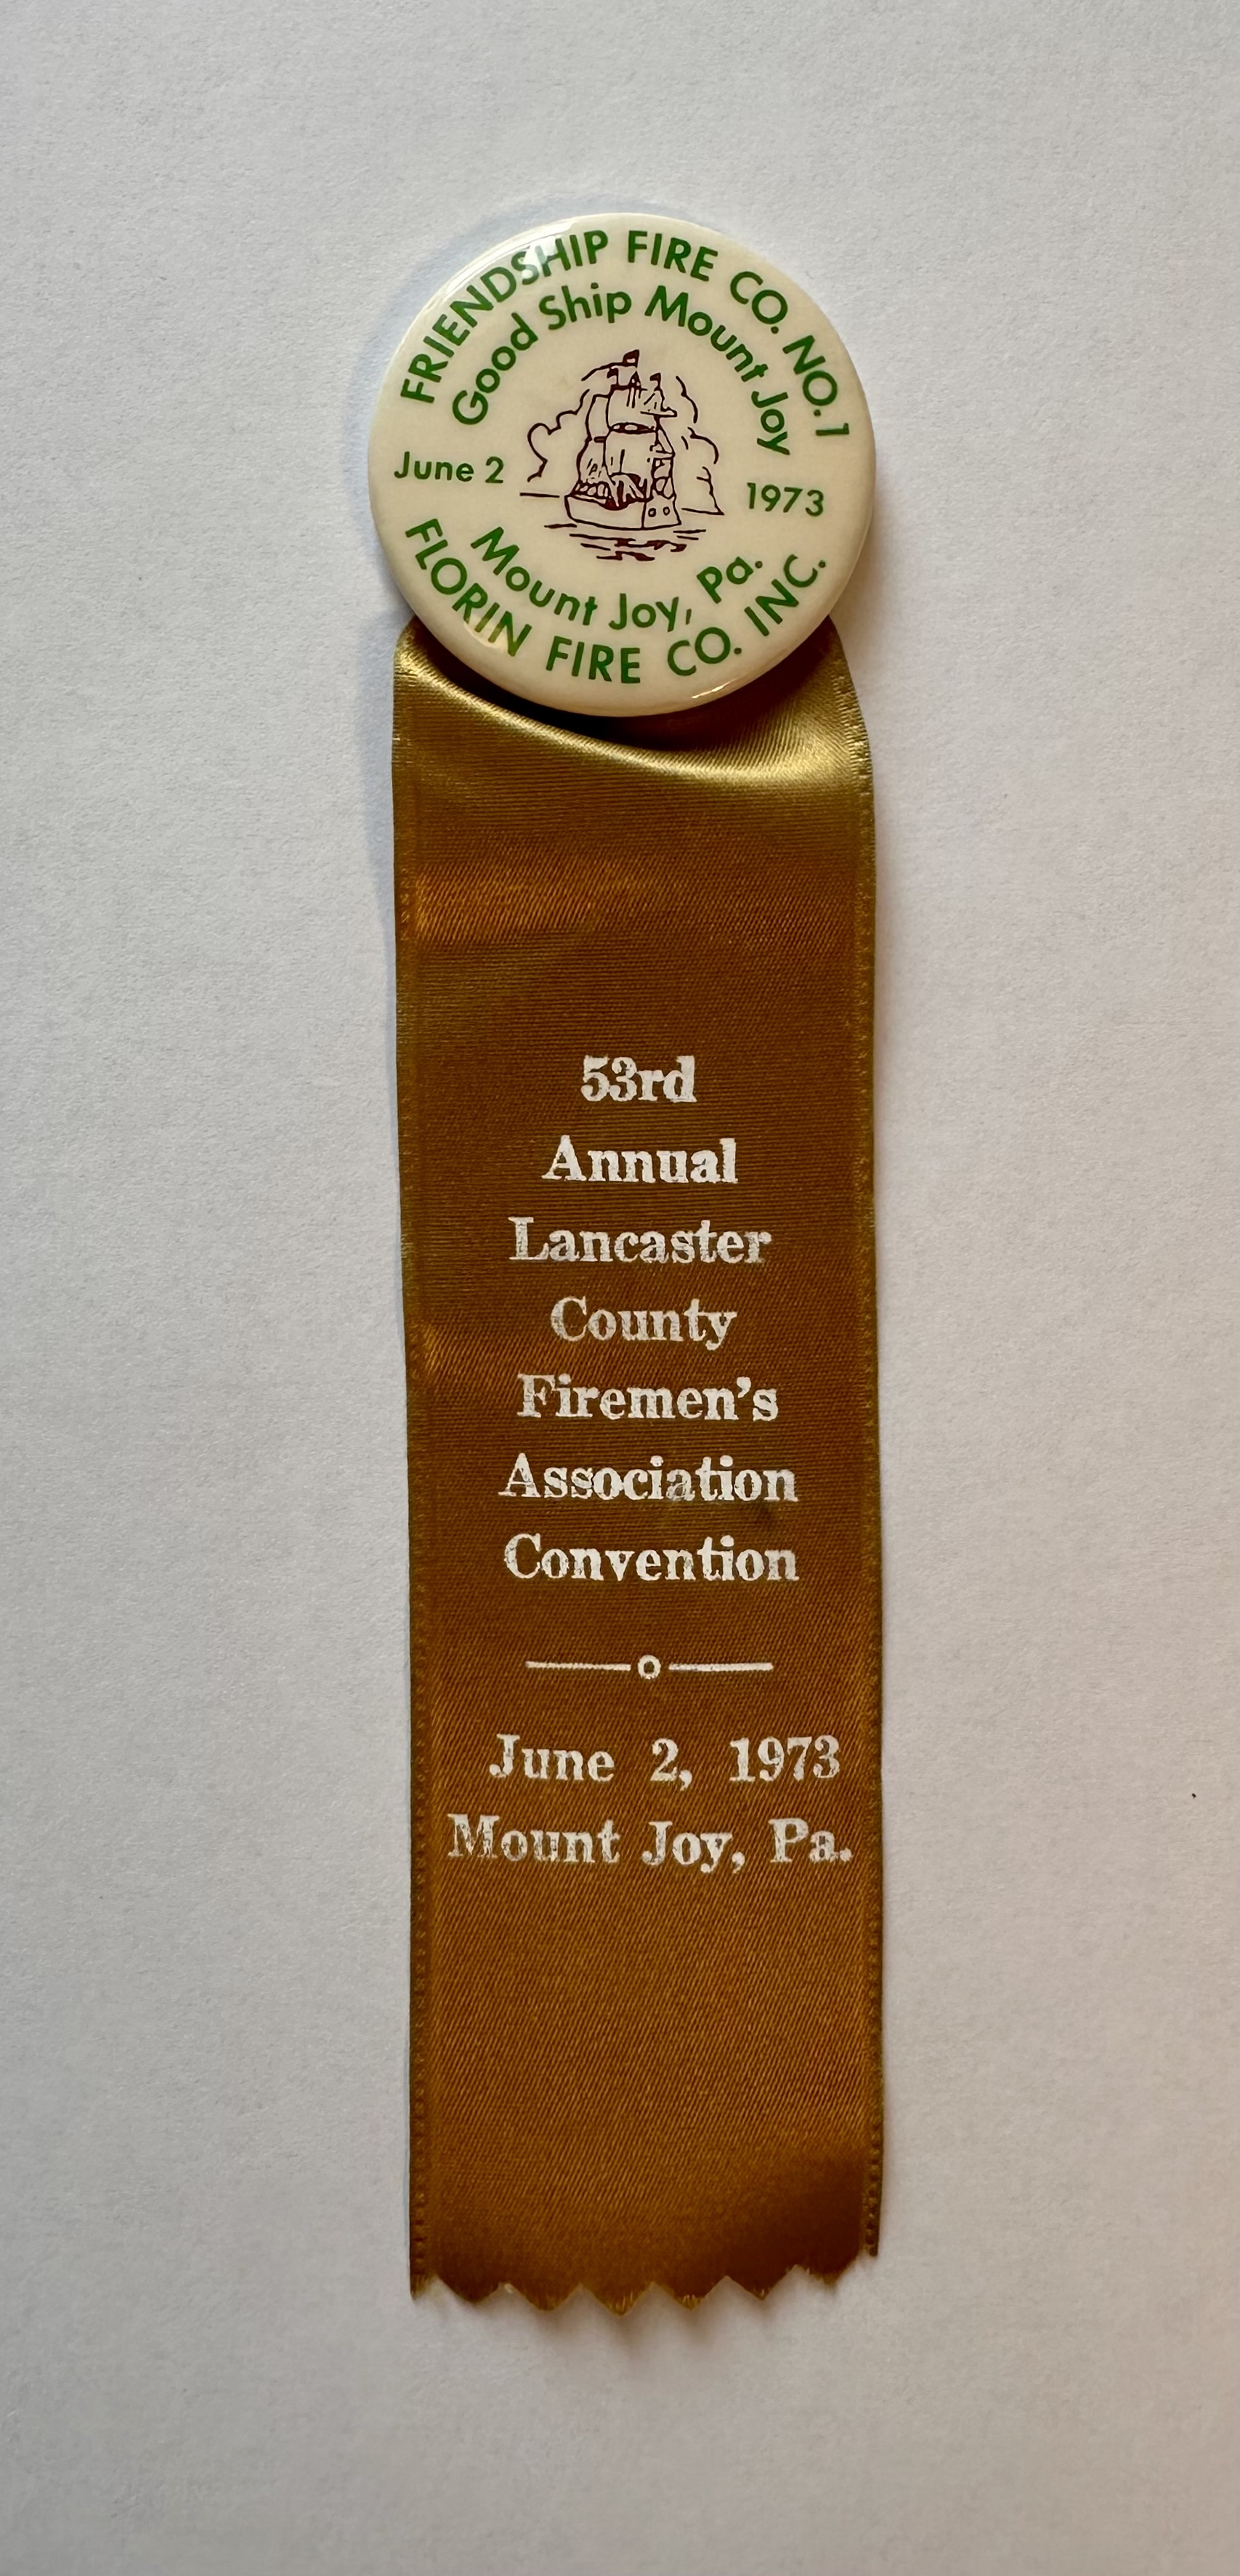 FRIENDSHIP FIRE CO. NO. 1
Good Ship Mount Joy
June 2 1973
Mount Joy, Pa.
FLORIN FIRE CO. INC.
53rd
Annual
Lancaster
County
Firemen's
Association
Convention
June 2, 1973
Mount Joy, Pa.